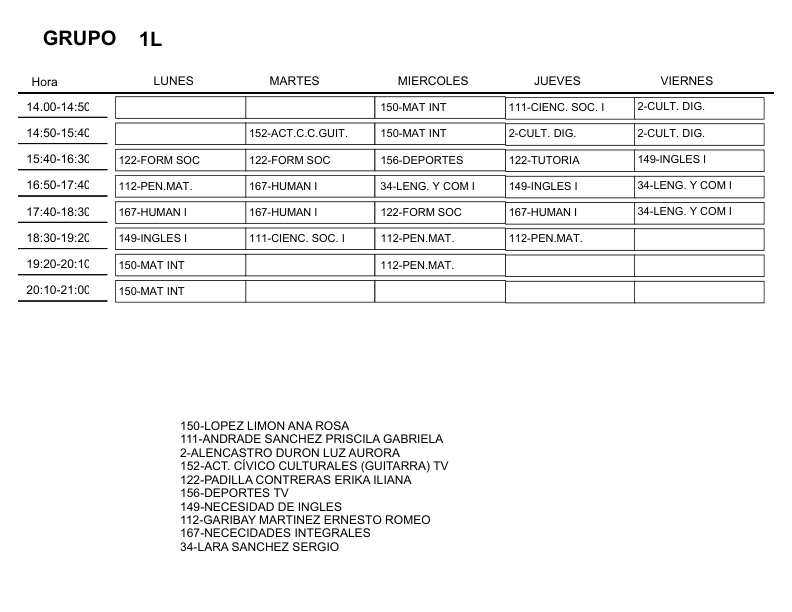 GRUPO 1L
Hora LUNES MARTES MIERCOLES JUEVES VIERNES
14.00-14:50 150-MAT INT 111-CIENC. SOC. I 2-CULT. DIG.
14:50-15:40 152-ACT.C.C.GUIT. 150-MAT INT 2-CULT. DIG. 2-CULT. DIG.
15:40-16:30 122-FORM SOC 122-FORM SOC 156-DEPORTES 122-TUTORIA 149-INGLES I
16:50-17:40 112-PEN.MAT. 167-HUMAN I 34-LENG. Y COM I 149-INGLES I 34-LENG. Y COM I
17:40-18:30 167-HUMAN I 167-HUMAN I 122-FORM SOC 167-HUMAN I 34-LENG. Y COM I
18:30-19:20 149-INGLES I 111-CIENC. SOC. I 112-PEN.MAT. 112-PEN.MAT.
19:20-20:10 150-MAT INT 112-PEN.MAT.
20:10-21:00 150-MAT INT
150-LOPEZ LIMON ANA ROSA
111-ANDRADE SANCHEZ PRISCILA GABRIELA
2-ALENCASTRO DURON LUZ AURORA
152-ACT. CÍVICO CULTURALES (GUITARRA) TV
122-PADILLA CONTRERAS ERIKA ILIANA
156-DEPORTES TV
149-NECESIDAD DE INGLES
112-GARIBAY MARTINEZ ERNESTO ROMEO
167-NECECIDADES INTEGRALES
34-LARA SANCHEZ SERGIO